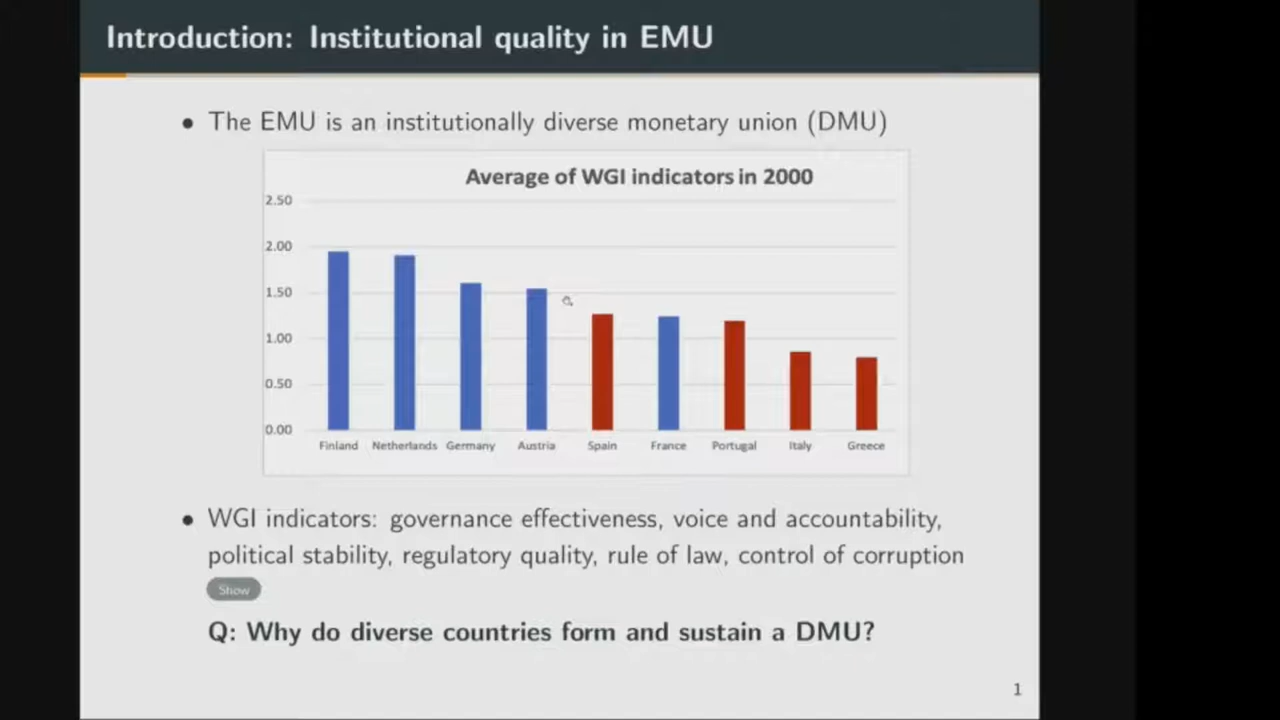 Introduction: Institutional quality in EMU
• The EMU is an institutionally diverse monetary union (DMU)
Average of WGI indicators in 2000
2.50
2.00
1.50
1.00
0.50
0.00
Finland Netherlands Germany Austria Spain France Portugal Italy Greece
• WGI indicators: governance effectiveness, voice and accountability,
political stability, regulatory quality, rule of law, control of corruption
Show
Q: Why do diverse countries form and sustain a DMU?
1